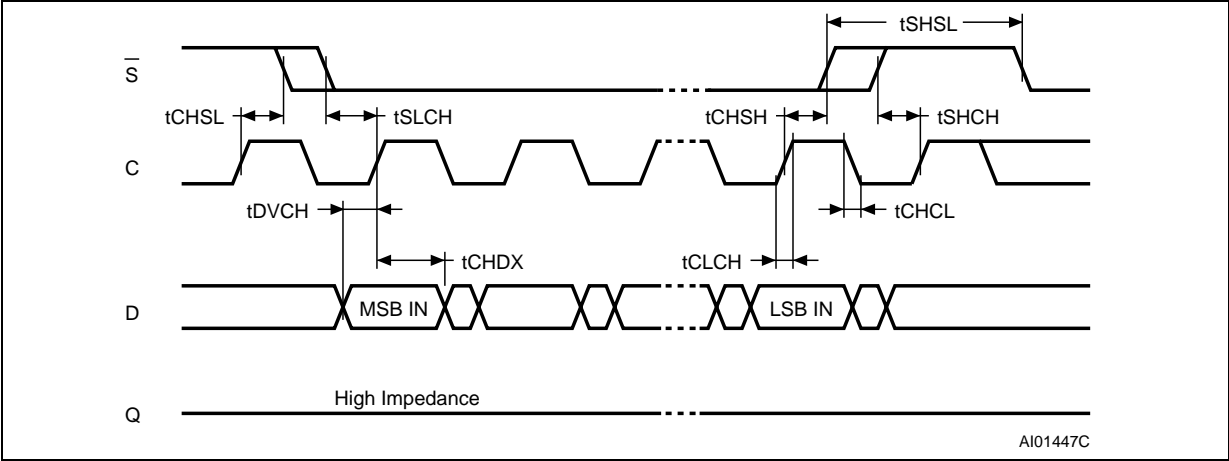 tSHSL
S
tCHSL
tSLCH
tCHSH
tSHCH
C
tDVCH
tCHCL
tCHDX
tCLCH
D
MSB IN
LSB IN
High Impedance
Q
AI01447C